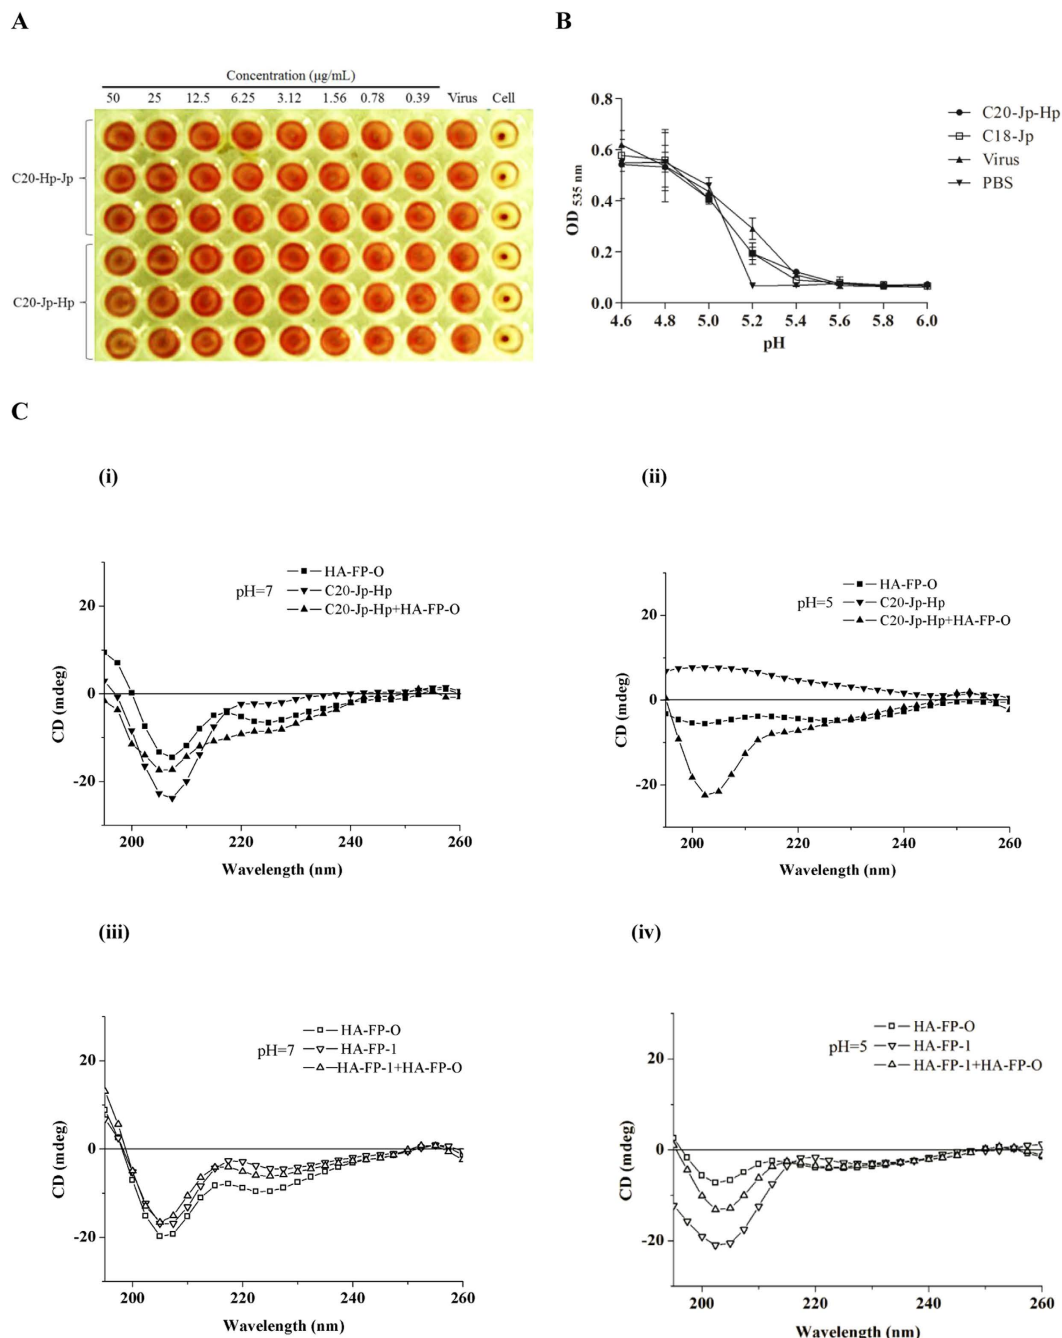 A
Concentration (μg/mL)
50 25 12.5 6.25 3.12 1.56 0.78 0.39 Virus Cell
C20-Hp-Jp
C20-Jp-Hp
B
0.8
0.6
0.4
0.2
0.0
OD 535 nm
4.6 4.8 5.0 5.2 5.4 5.6 5.8 6.0
pH
C20-Jp-Hp
C18-Jp
Virus
PBS
C
(i)
pH=7
HA-FP-O
C20-Jp-Hp
C20-Jp-Hp+HA-FP-O
20
0
-20
CD (mdeg)
200 220 240 260
Wavelength (nm)
(ii)
pH=5
HA-FP-O
C20-Jp-Hp
C20-Jp-Hp+HA-FP-O
20
0
-20
CD (mdeg)
200 220 240 260
Wavelength (nm)
(iii)
pH=7
HA-FP-O
HA-FP-1
HA-FP-1+HA-FP-O
20
0
-20
CD (mdeg)
200 220 240 260
Wavelength (nm)
(iv)
pH=5
HA-FP-O
HA-FP-1
HA-FP-1+HA-FP-O
20
0
-20
CD (mdeg)
200 220 240 260
Wavelength (nm)